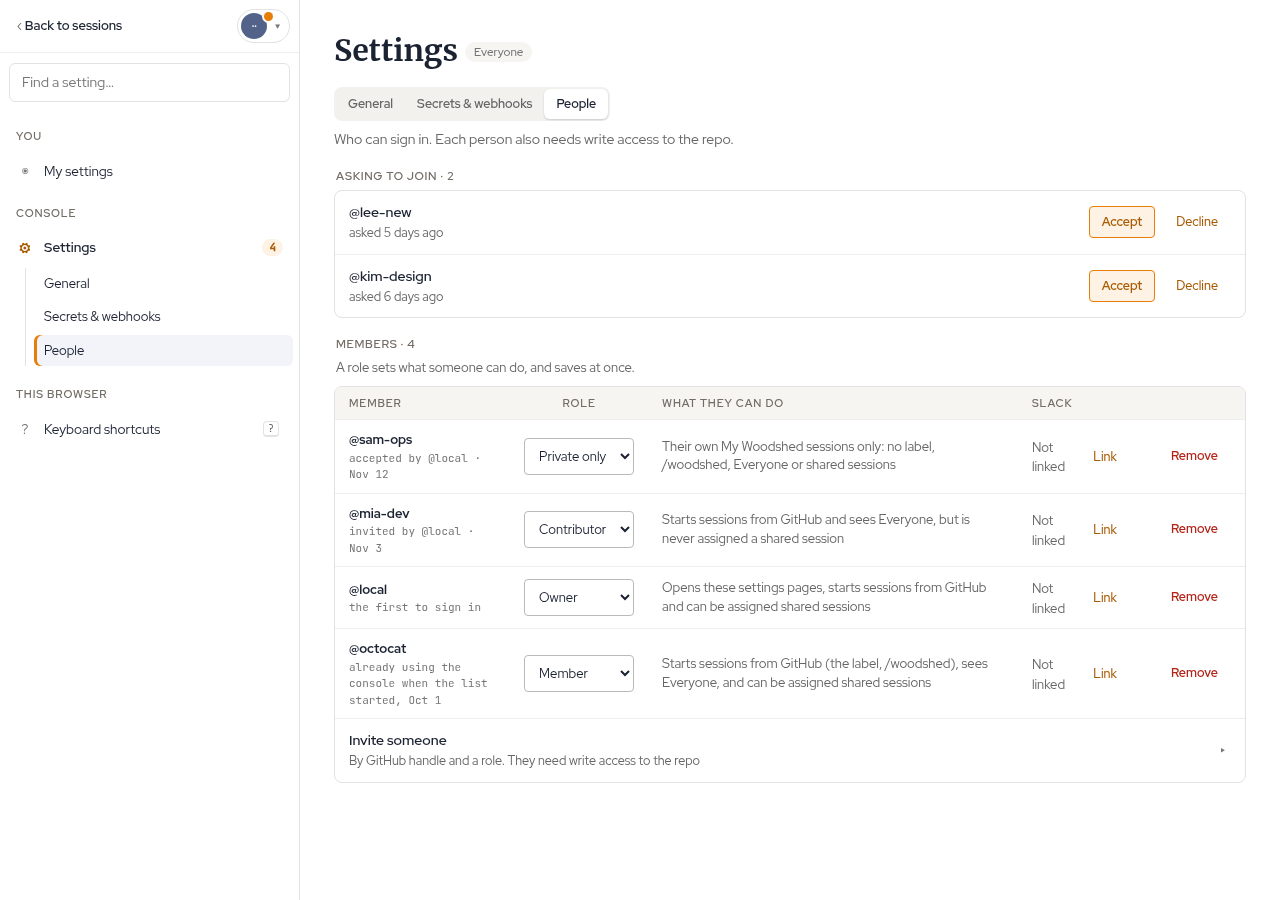 Back to sessions
Find a setting...
YOU
My settings
CONSOLE
Settings
4
General
Secrets & webhooks
People
THIS BROWSER
? Keyboard shortcuts ?
Settings Everyone
General Secrets & webhooks People
Who can sign in. Each person also needs write access to the repo.
ASKING TO JOIN · 2
@lee-new
asked 5 days ago
Accept Decline
@kim-design
asked 6 days ago
Accept Decline
MEMBERS · 4
A role sets what someone can do, and saves at once.
MEMBER ROLE WHAT THEY CAN DO SLACK
@sam-ops
accepted by @local ·
Nov 12
Private only
Their own My Woodshed sessions only: no label,
/woodshed, Everyone or shared sessions
Not
linked
Link
Remove
@mia-dev
invited by @local ·
Nov 3
Contributor
Starts sessions from GitHub and sees Everyone, but is
never assigned a shared session
Not
linked
Link
Remove
@local
the first to sign in
Owner
Opens these settings pages, starts sessions from GitHub
and can be assigned shared sessions
Not
linked
Link
Remove
@octocat
already using the
console when the list
started, Oct 1
Member
Starts sessions from GitHub (the label, /woodshed), sees
Everyone, and can be assigned shared sessions
Not
linked
Link
Remove
Invite someone
By GitHub handle and a role. They need write access to the repo